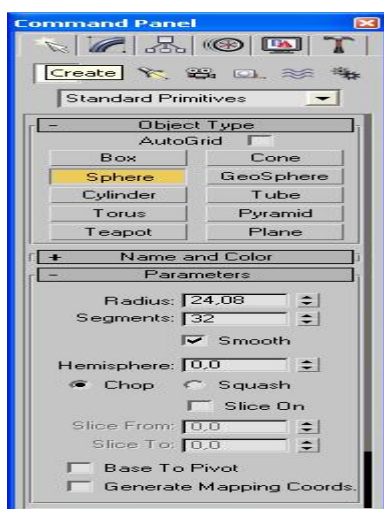 Command Panel
Create
Standard Primitives
- Object Type
AutoGrid
Box Cone
Sphere GeoSphere
Cylinder Tube
Torus Pyramid
Teapot Plane
+ Name and Color
- Parameters
Radius: 24,08
Segments: 32
Smooth
Hemisphere: 0,0
Chop Squash
Slice On
Slice From: 0,0
Slice To: 0,0
Base To Pivot
Generate Mapping Coords.